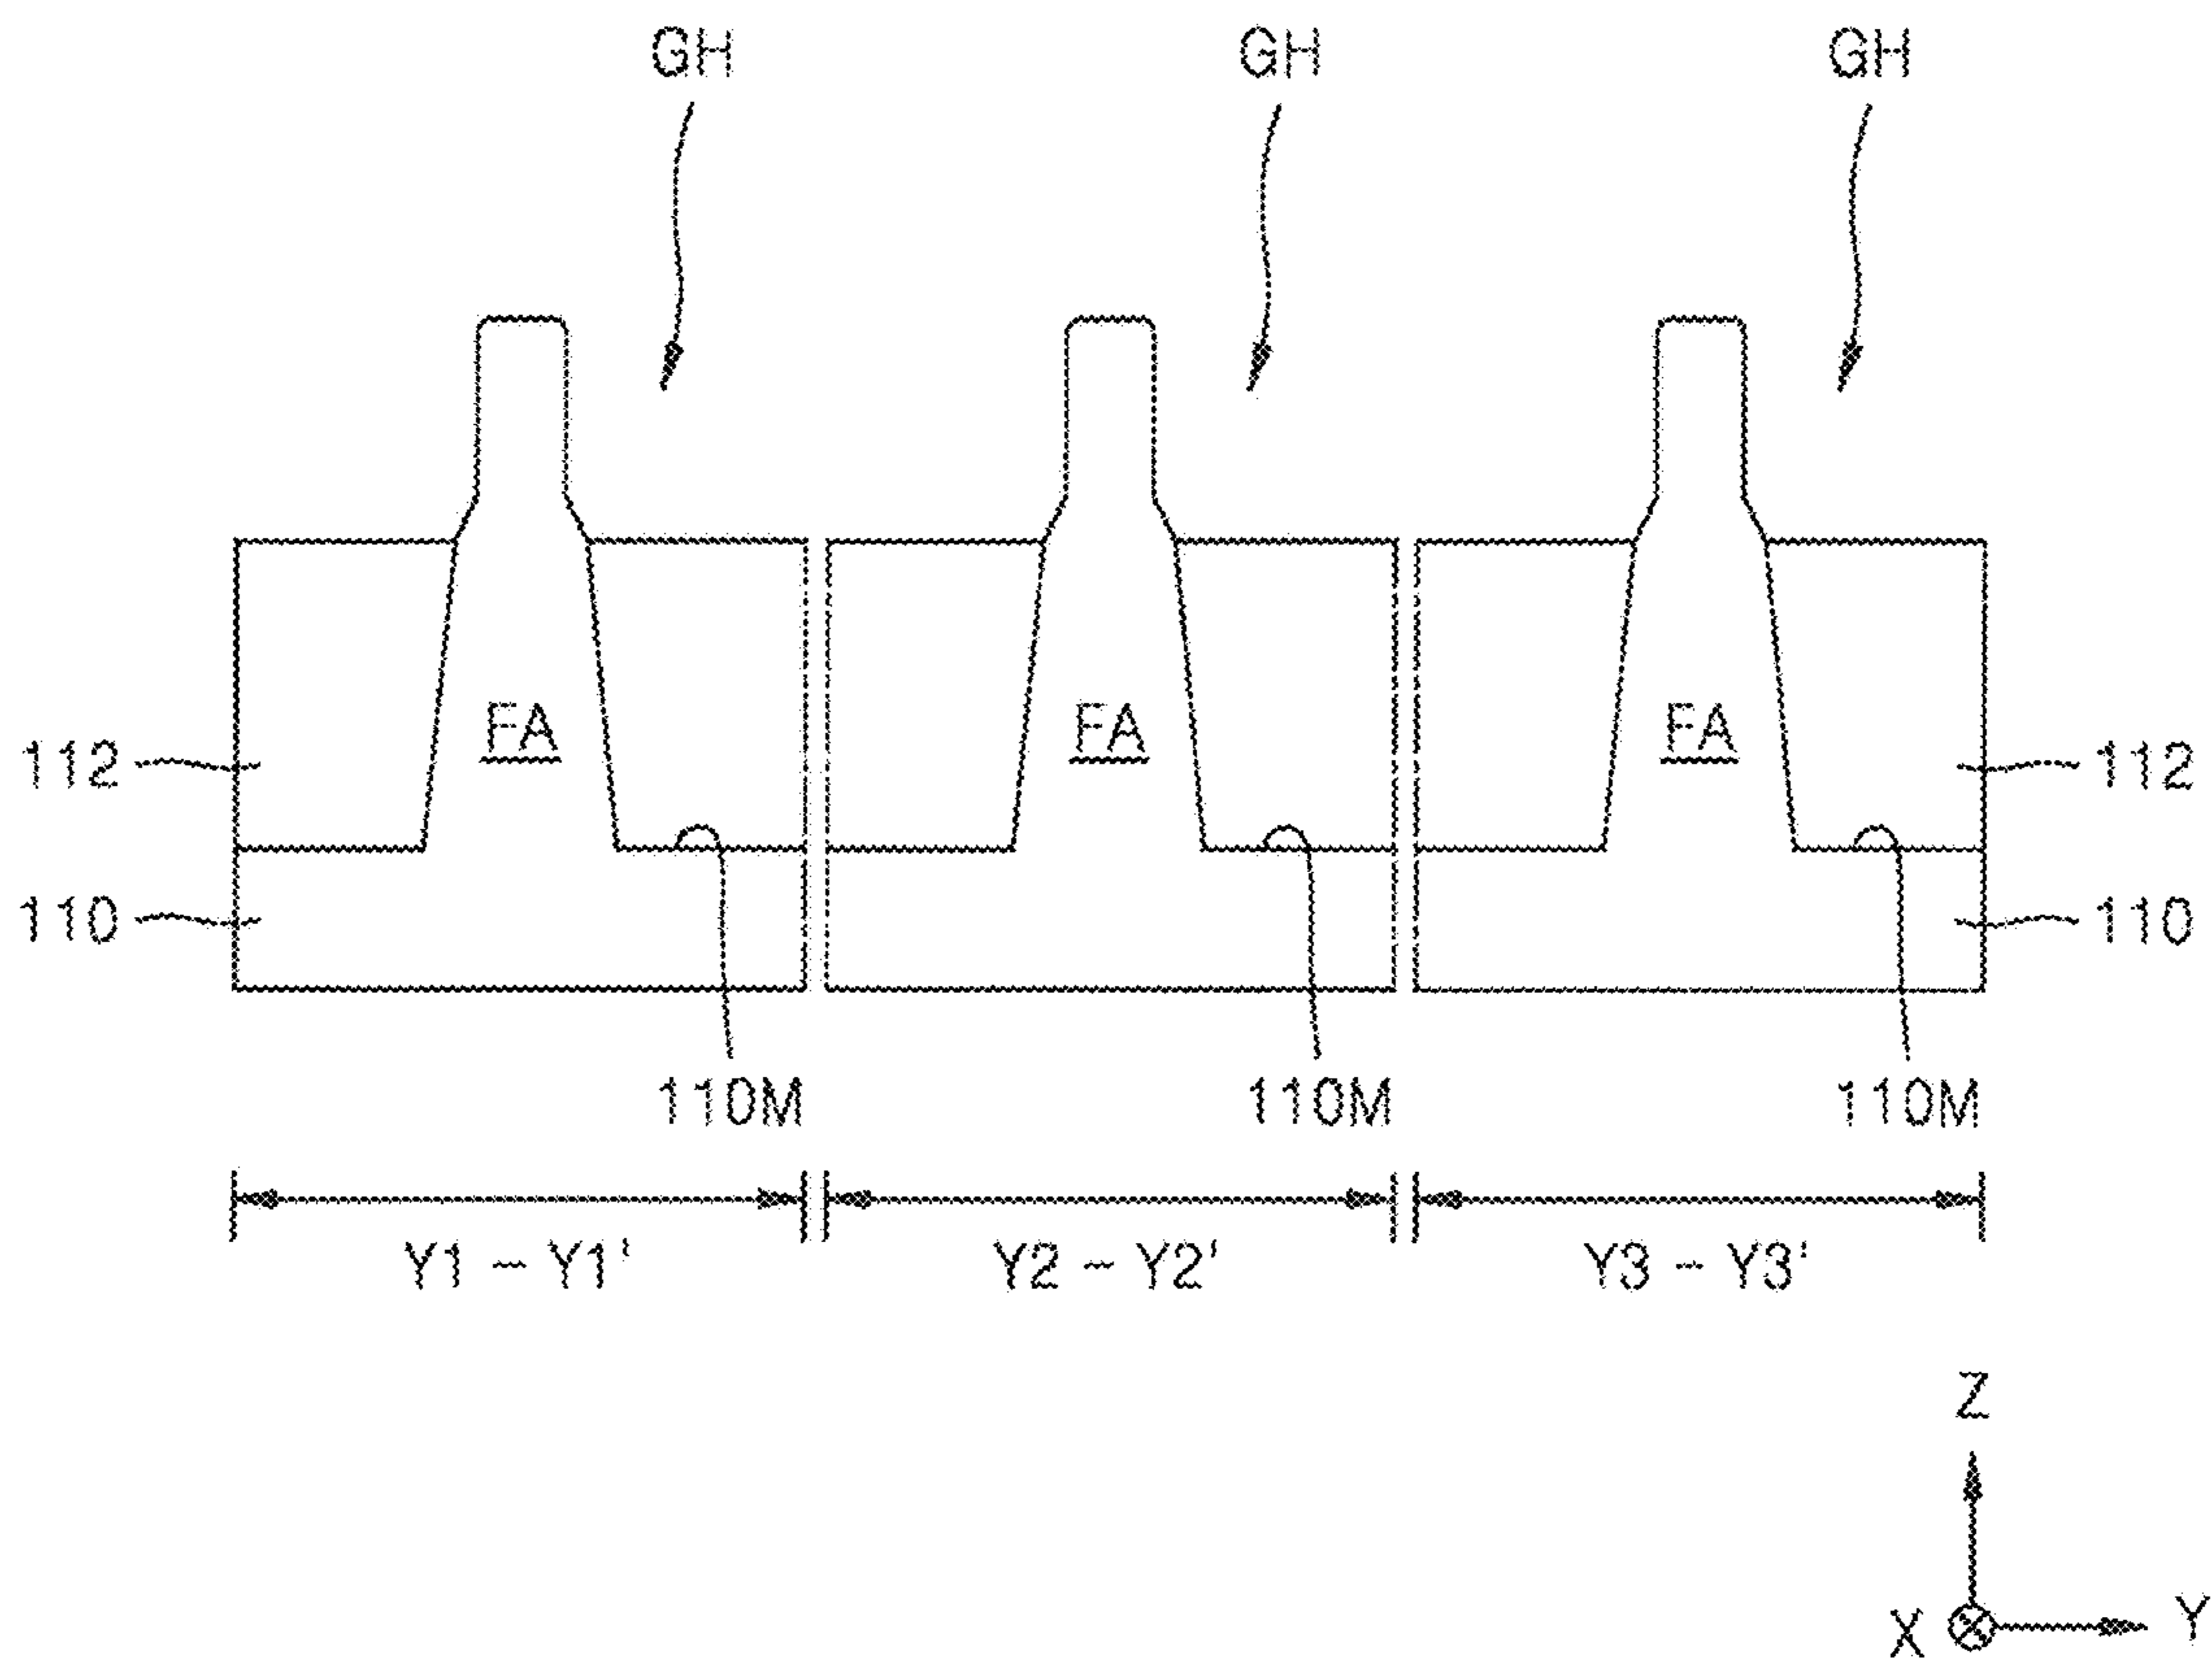 GH GH GH
FA FA FA
112 112
110 110
110M 110M 110M
Y1 - Y1' Y2 - Y2' Y3 - Y3'
Z
X Y